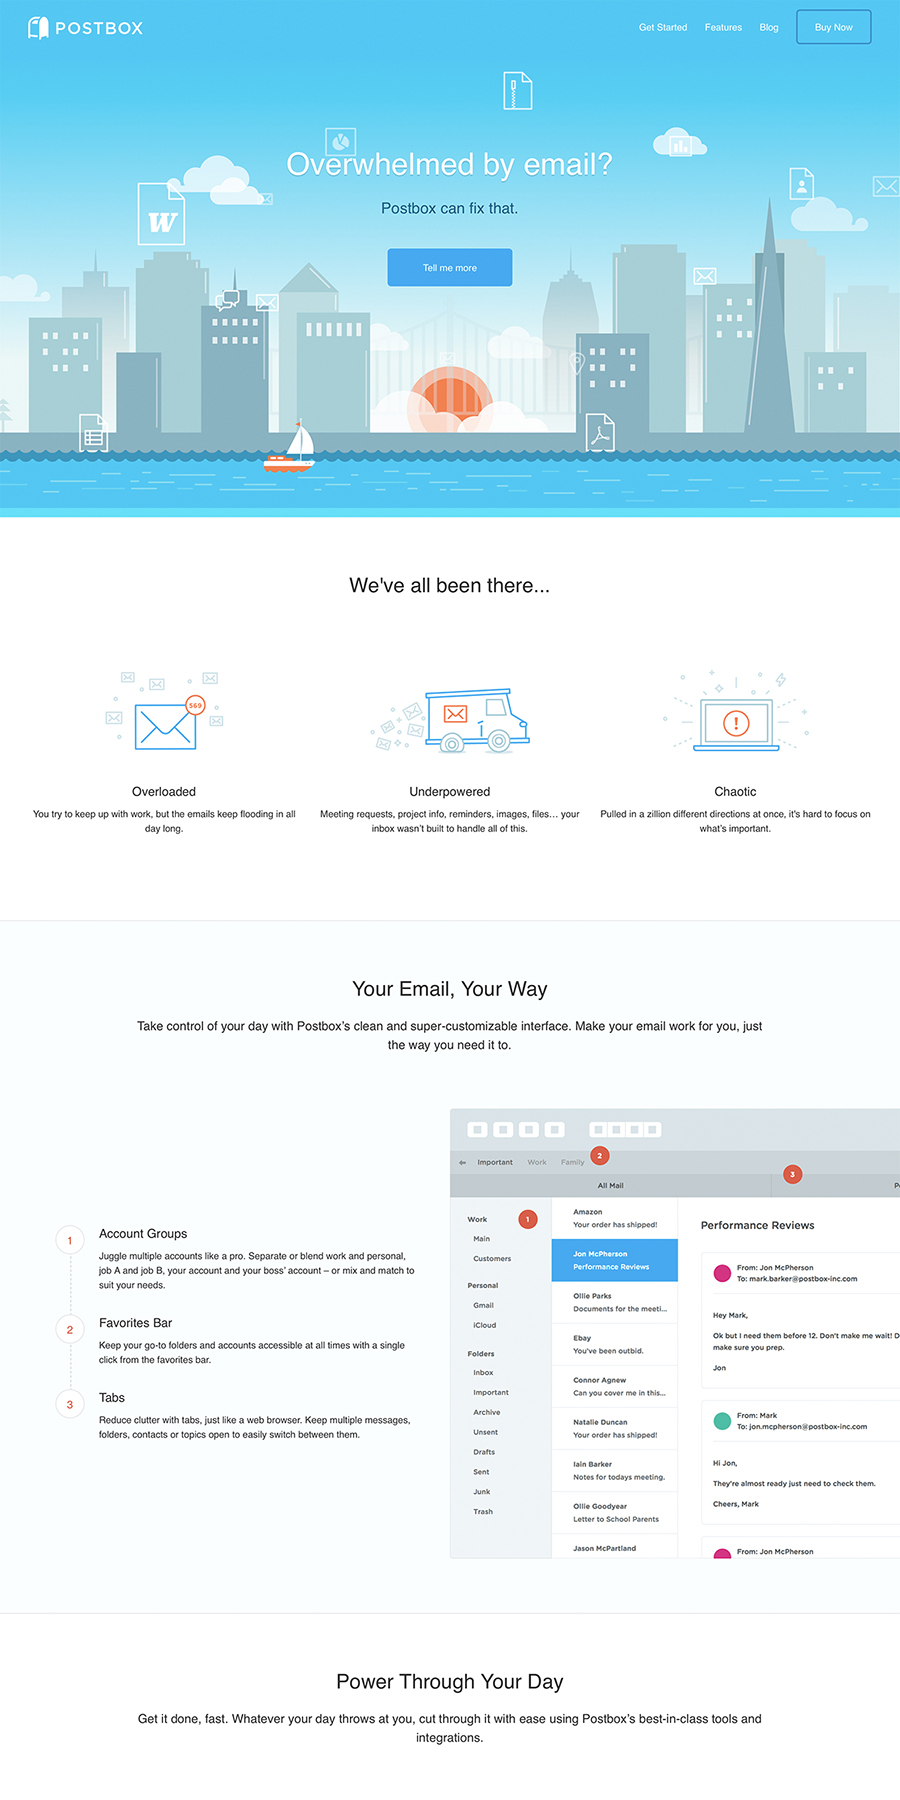 POSTBOX
Get Started
Features
Blog
Buy Now
W
Overwhelmed by email?
Postbox can fix that.
Tell me more
We've all been there...
569
!
Overloaded
You try to keep up with work, but the emails keep flooding in all
day long.
Underpowered
Meeting requests, project info, reminders, images, files… your
inbox wasn't built to handle all of this.
Chaotic
Pulled in a zillion different directions at once, it's hard to focus on
what's important.
Your Email, Your Way
Take control of your day with Postbox's clean and super-customizable interface. Make your email work for you, just
the way you need it to.
1
Account Groups
Juggle multiple accounts like a pro. Separate or blend work and personal,
job A and job B, your account and your boss' account – or mix and match to
suit your needs.
2
Favorites Bar
Keep your go-to folders and accounts accessible at all times with a single
click from the favorites bar.
3
Tabs
Reduce clutter with tabs, just like a web browser. Keep multiple messages,
folders, contacts or topics open to easily switch between them.
Important
Work
Family
2
3
All Mail
Work
1
Main
Customers
Personal
Gmail
iCloud
Folders
Inbox
Important
Archive
Unsent
Drafts
Sent
Junk
Trash
Amazon
Your order has shipped!
Jon McPherson
Performance Reviews
Ollie Parks
Documents for the meeti...
Ebay
You've been outbid.
Connor Agnew
Can you cover me in this...
Natalie Duncan
Your order has shipped!
Iain Barker
Notes for todays meeting.
Ollie Goodyear
Letter to School Parents
Jason McPartland
Performance Reviews
From: Jon McPherson
To: mark.barker@postbox-inc.com
Hey Mark,
Ok but I need them before 12. Don't make me wait! D
make sure you prep.
Jon
From: Mark
To: jon.mcpherson@postbox-inc.com
Hi Jon,
They're almost ready just need to check them.
Cheers, Mark
From: Jon McPherson
Power Through Your Day
Get it done, fast. Whatever your day throws at you, cut through it with ease using Postbox's best-in-class tools and
integrations.